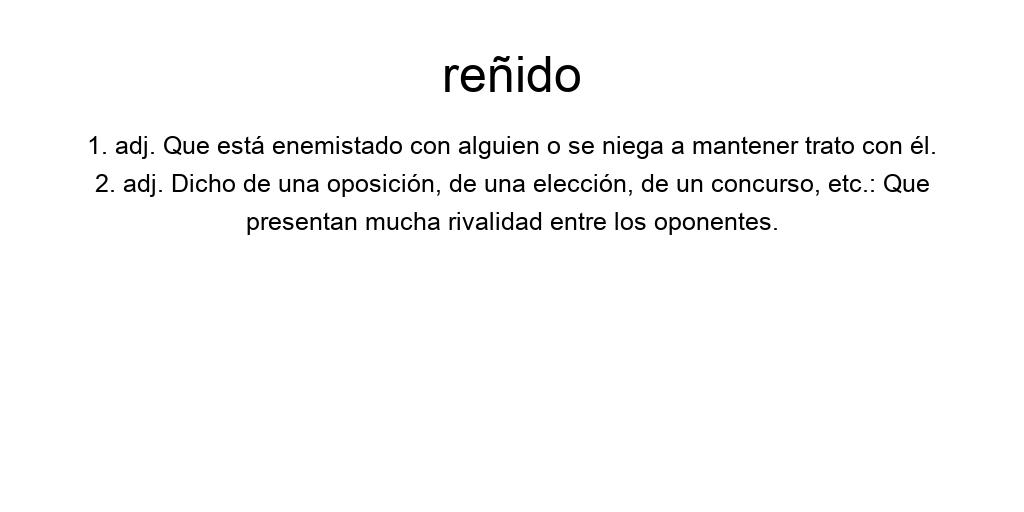 reñido
1. adj. Que está enemistado con alguien o se niega a mantener trato con él.
2. adj. Dicho de una oposición, de una elección, de un concurso, etc.: Que
presentan mucha rivalidad entre los oponentes.